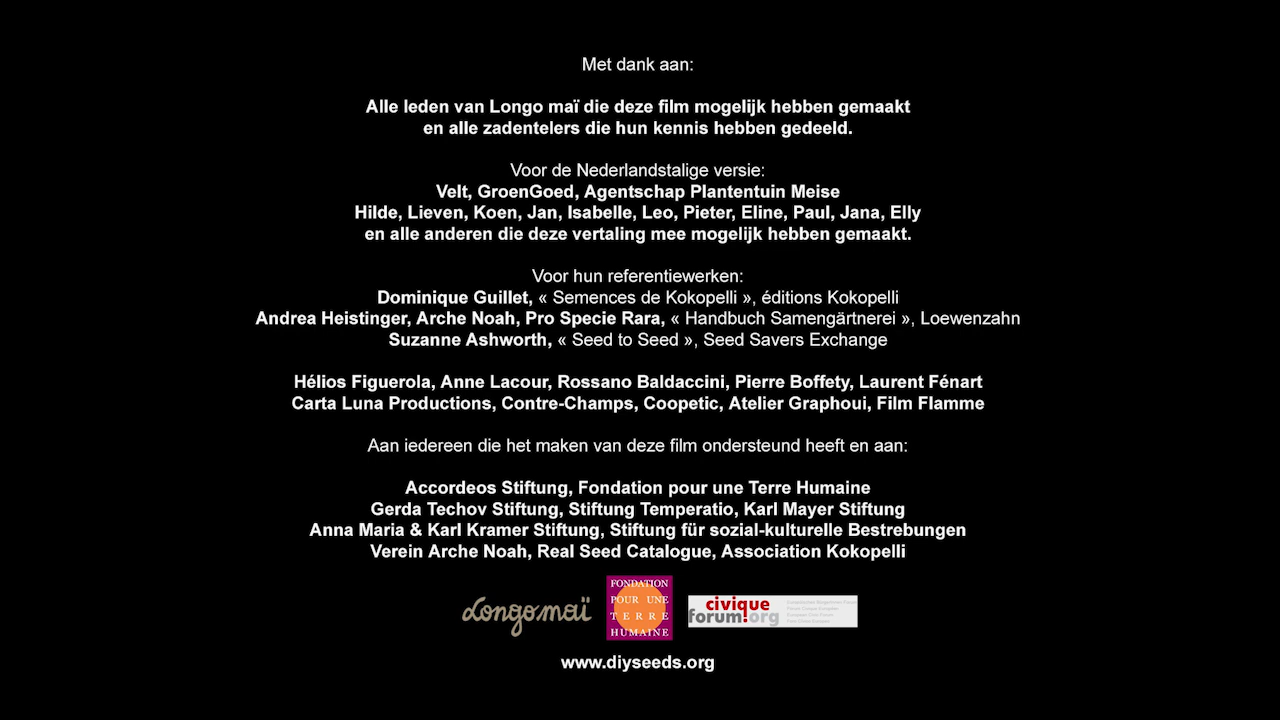 Met dank aan:
Alle leden van Longo maï die deze film mogelijk hebben gemaakt
en alle zadentelers die hun kennis hebben gedeeld.
Voor de Nederlandstalige versie:
Velt, GroenGoed, Agentschap Plantentuin Meise
Hilde, Lieven, Koen, Jan, Isabelle, Leo, Pieter, Eline, Paul, Jana, Elly
en alle anderen die deze vertaling mee mogelijk hebben gemaakt.
Voor hun referentiewerken:
Dominique Guillet, « Semences de Kokopelli », éditions Kokopelli
Andrea Heistinger, Arche Noah, Pro Specie Rara, « Handbuch Samengärtnerei », Loewenzahn
Suzanne Ashworth, « Seed to Seed », Seed Savers Exchange
Hélios Figuerola, Anne Lacour, Rossano Baldaccini, Pierre Boffety, Laurent Fénart
Carta Luna Productions, Contre-Champs, Coopetic, Atelier Graphoui, Film Flamme
Aan iedereen die het maken van deze film ondersteund heeft en aan:
Accordeos Stiftung, Fondation pour une Terre Humaine
Gerda Techov Stiftung, Stiftung Temperatio, Karl Mayer Stiftung
Anna Maria & Karl Kramer Stiftung, Stiftung für sozial-kulturelle Bestrebungen
Verein Arche Noah, Real Seed Catalogue, Association Kokopelli
Longo maï
FONDATION
POUR UNE
TERRE
HUMAINE
civique
forum!org
www.diyseeds.org